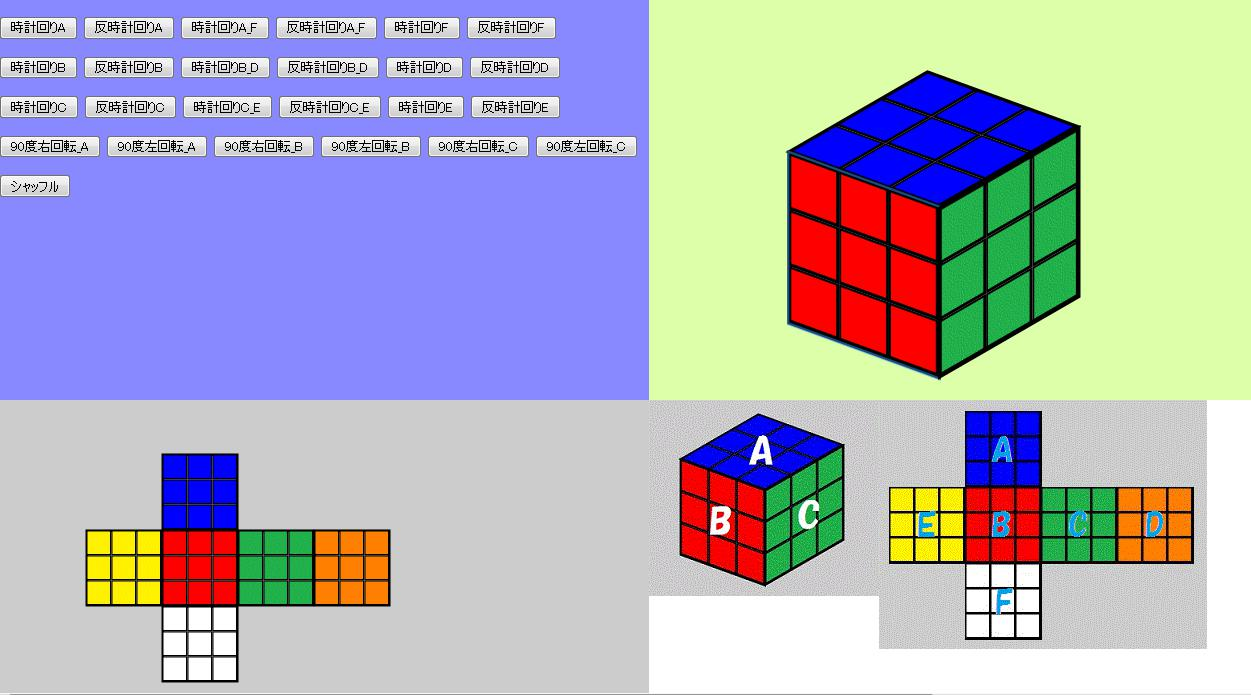 時計回りA 反時計回りA 時計回りA_F 反時計回りA_F 時計回りF 反時計回りF
時計回りB 反時計回りB 時計回りB_D 反時計回りB_D 時計回りD 反時計回りD
時計回りC 反時計回りC 時計回りC_E 反時計回りC_E 時計回りE 反時計回りE
90度右回転_A 90度左回転_A 90度右回転_B 90度左回転_B 90度右回転_C 90度左回転_C
シャッフル
A
B C
A
E B C D
F